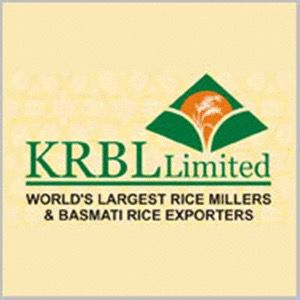 KRBL Limited
WORLD'S LARGEST RICE MILLERS
& BASMATI RICE EXPORTERS